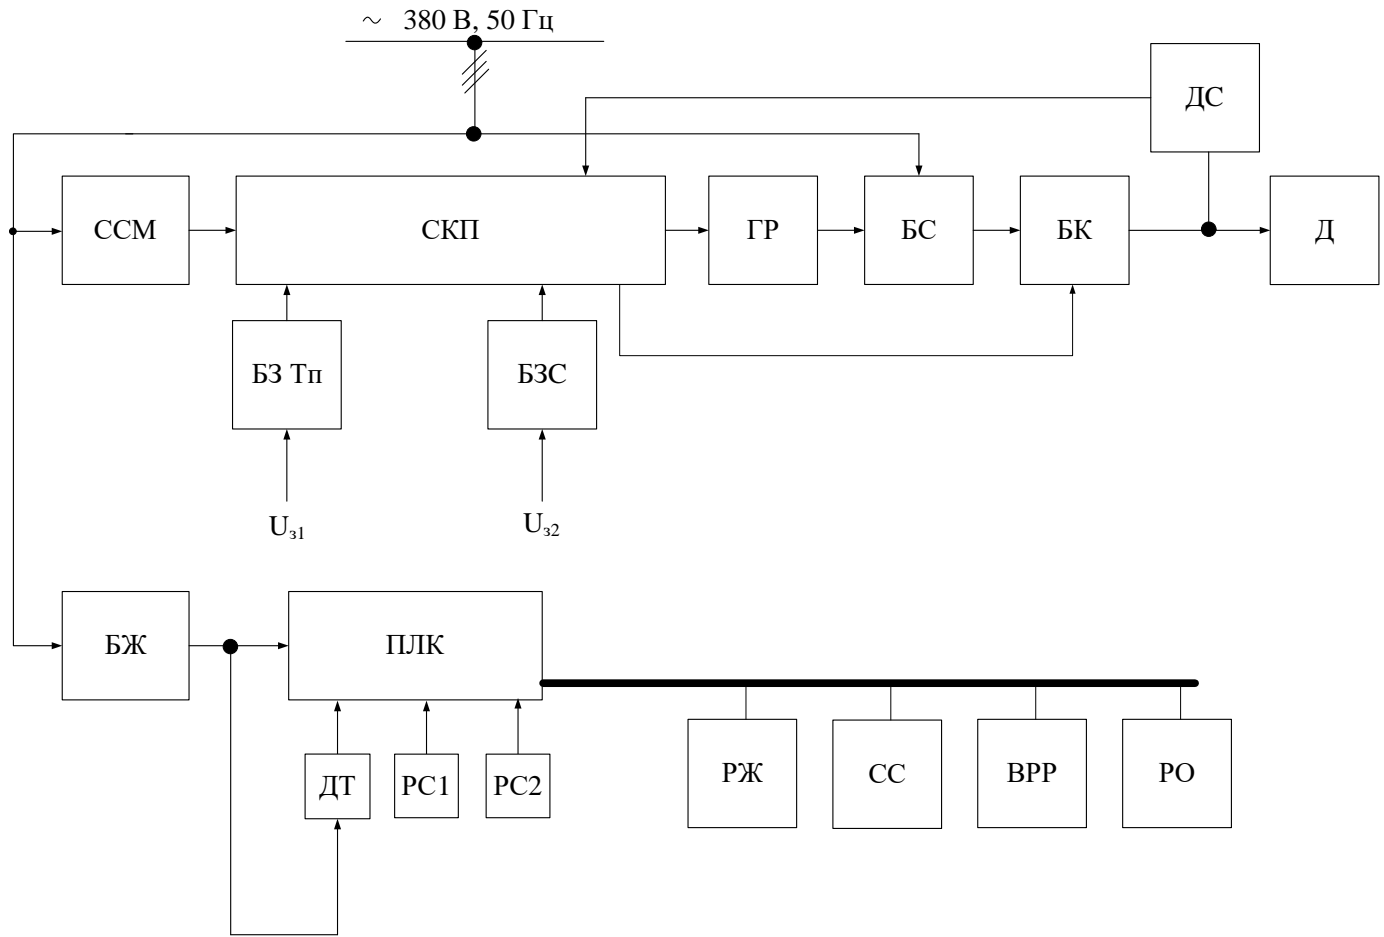 ~ 380 В, 50 Гц
ДС
ССМ
СКП
ГР
БС
БК
Д
БЗ Тп
БЗС
Uз1
Uз2
БЖ
ПЛК
ДТ
РС1
РС2
РЖ
СС
ВРР
РО